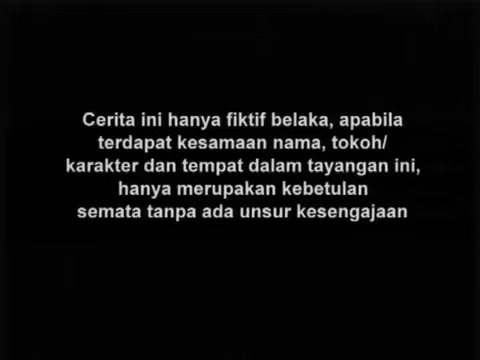 Cerita ini hanya fiktif belaka, apabila
terdapat kesamaan nama, tokoh/
karakter dan tempat dalam tayangan ini,
hanya merupakan kebetulan
semata tanpa ada unsur kesengajaan